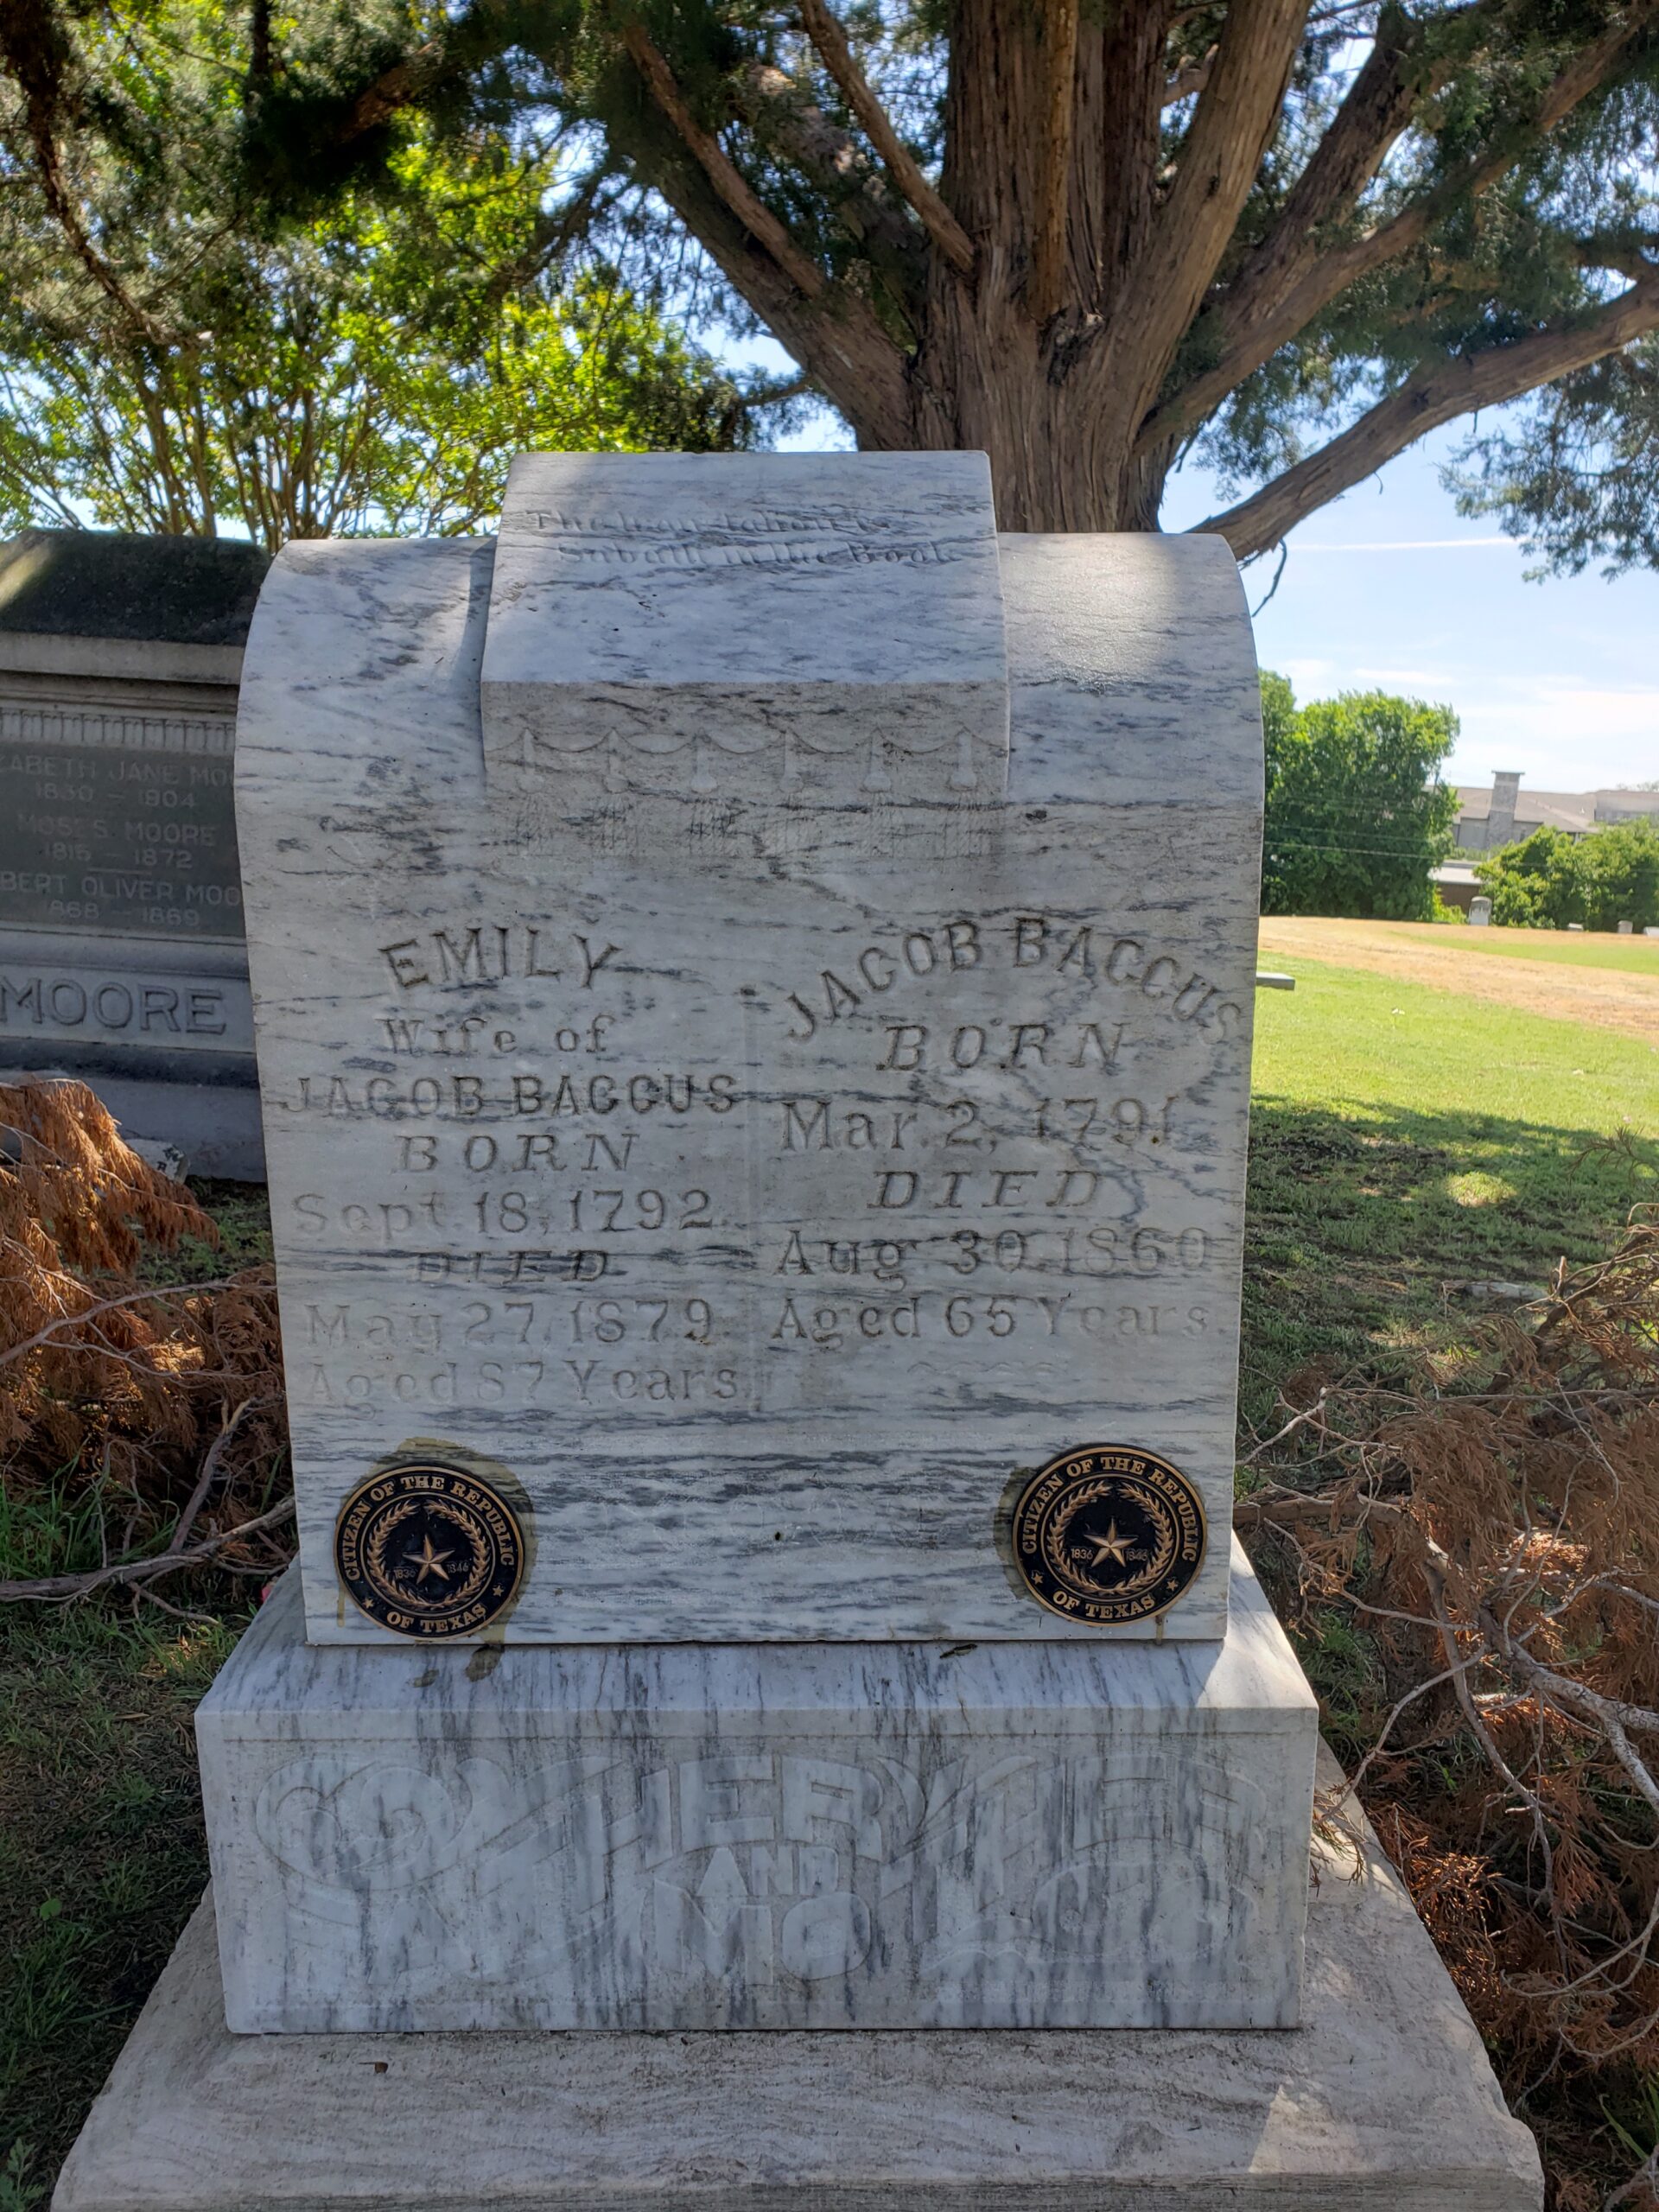 EMILY
Wife of
JACOB BACCUS
BORN
Sept 18, 1792
DIED
May 27, 1879
Aged 87 Years.
JACOB BACCUS
BORN
Mar. 2, 1791
DIED
Aug 30, 1860
Aged 65 Years.
CITIZEN OF THE REPUBLIC
OF TEXAS
1836 1846
CITIZEN OF THE REPUBLIC
OF TEXAS
1836 1846
AND
ZABETH JANE MOO
1830 – 1904
MOSES MOORE
1815 – 1872
BERT OLIVER MOO
1868 – 1869
MOORE